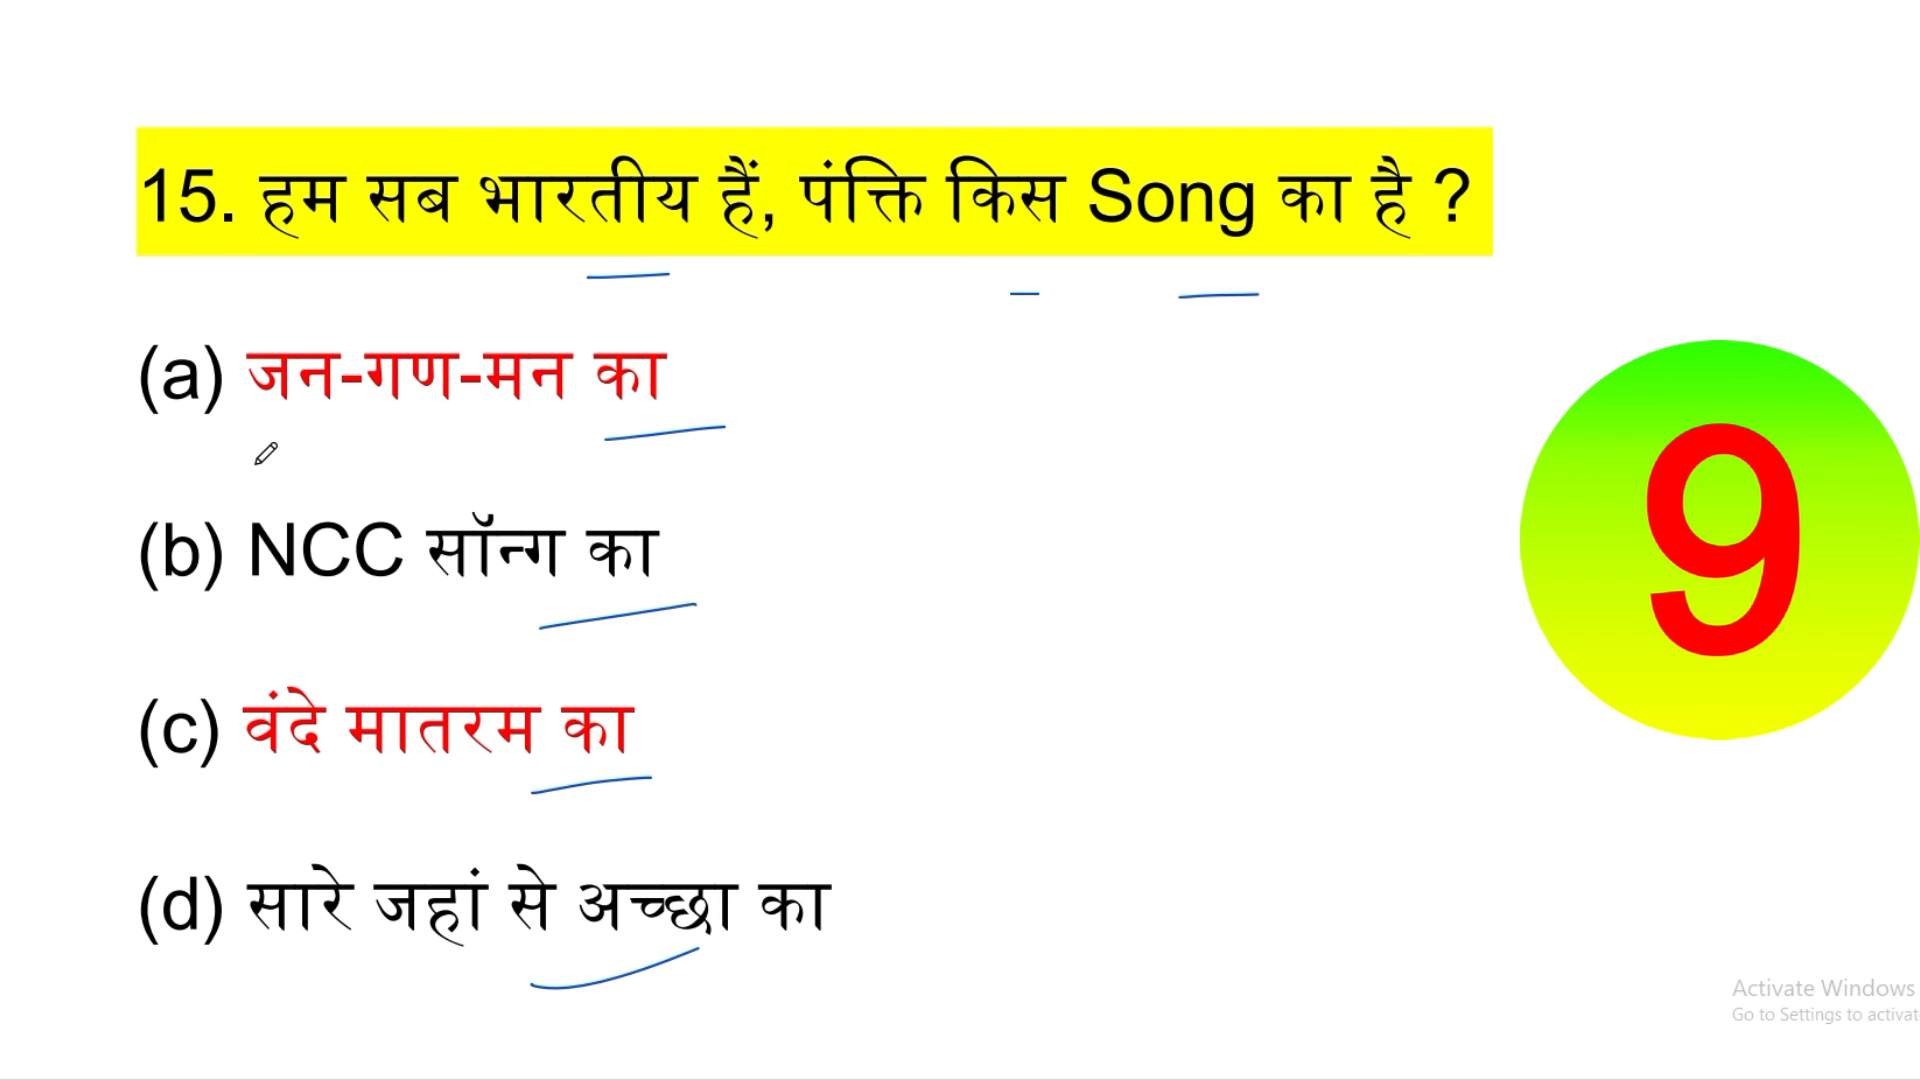 15. हम सब भारतीय हैं, पंक्ति किस Song का है ?
(a) जन-गण-मन का
(b) NCC सॉन्ग का
(c) वंदे मातरम का
(d) सारे जहां से अच्छा का
9
Activate Windows
Go to Settings to activat